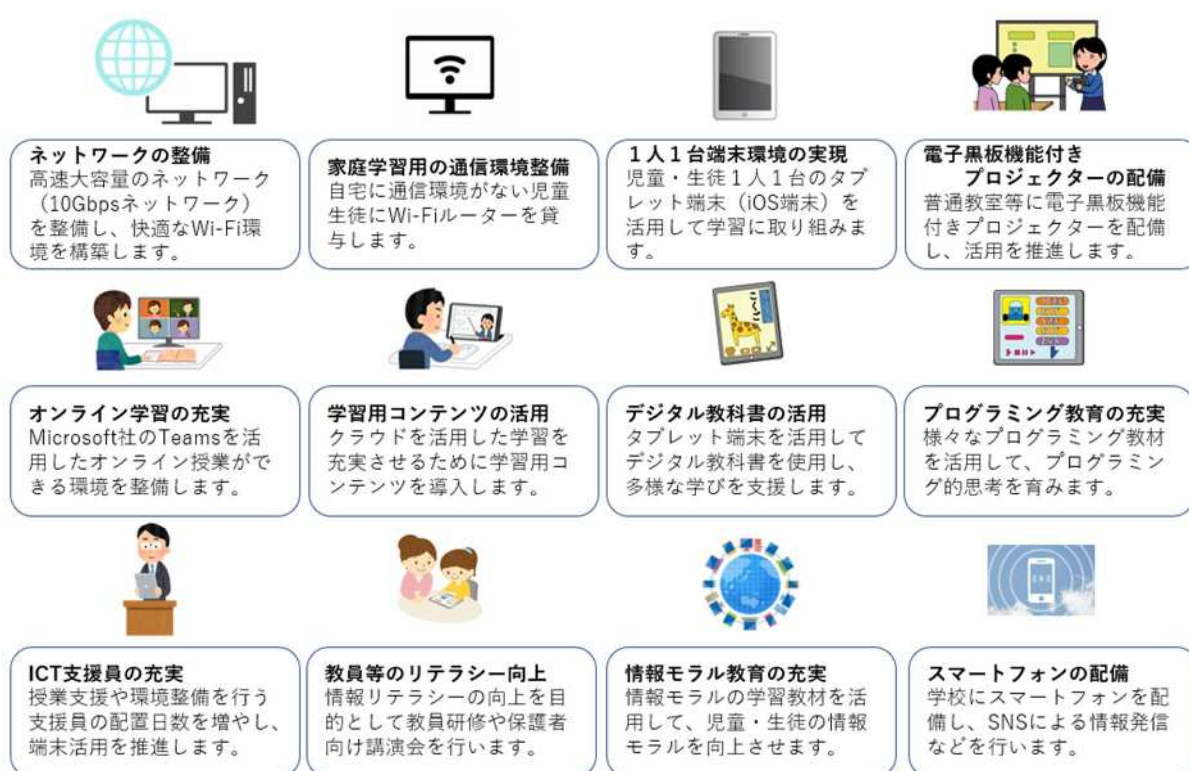 ネットワークの整備
高速大容量のネットワーク
（10Gbpsネットワーク）
を整備し、快適なWi-Fi環
境を構築します。
家庭学習用の通信環境整備
自宅に通信環境がない児童
生徒にWi-Fiルーターを貸
与します。
１人１台端末環境の実現
児童・生徒１人１台のタブ
レット端末（iOS端末）を
活用して学習に取り組みま
す。
電子黒板機能付き
プロジェクターの配備
普通教室等に電子黒板機能
付きプロジェクターを配備
し、活用を推進します。
こくご
オンライン学習の充実
Microsoft社のTeamsを活
用したオンライン授業がで
きる環境を整備します。
学習用コンテンツの活用
クラウドを活用した学習を
充実させるために学習用コ
ンテンツを導入します。
デジタル教科書の活用
タブレット端末を活用して
デジタル教科書を使用し、
多様な学びを支援します。
プログラミング教育の充実
様々なプログラミング教材
を活用して、プログラミン
グ的思考を育みます。
ICT支援員の充実
授業支援や環境整備を行う
支援員の配置日数を増やし、
端末活用を推進します。
教員等のリテラシー向上
情報リテラシーの向上を目
的として教員研修や保護者
向け講演会を行います。
情報モラル教育の充実
情報モラルの学習教材を活
用して、児童・生徒の情報
モラルを向上させます。
スマートフォンの配備
学校にスマートフォンを配
備し、SNSによる情報発信
などを行います。